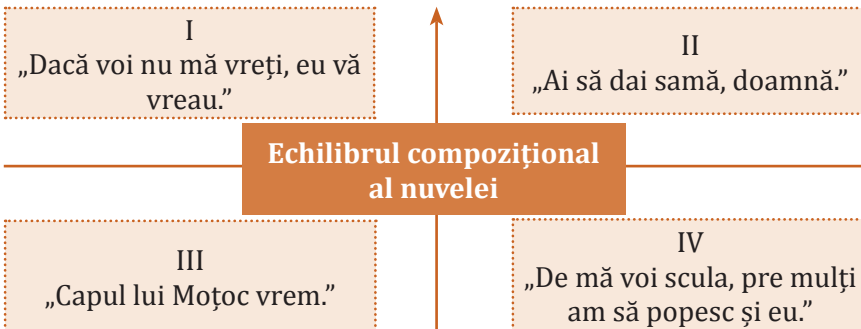 I
„Dacă voi nu mă vreți, eu vă
vreau.”
II
„Ai să dai samă, doamnă.”
Echilibrul compozițional
al nuvelei
III
„Capul lui Moțoc vrem.”
IV
„De mă voi scula, pre mulți
am să popesc și eu.”